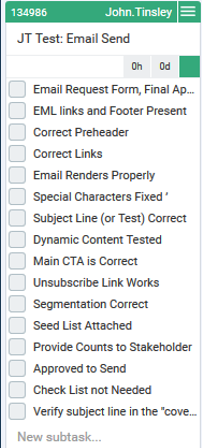 134986 John.Tinsley
JT Test: Email Send
0h 0d
Email Request Form, Final Ap...
EML links and Footer Present
Correct Preheader
Correct Links
Email Renders Properly
Special Characters Fixed ’
Subject Line (or Test) Correct
Dynamic Content Tested
Main CTA is Correct
Unsubscribe Link Works
Segmentation Correct
Seed List Attached
Provide Counts to Stakeholder
Approved to Send
Check List not Needed
Verify subject line in the "cove...
New subtask...